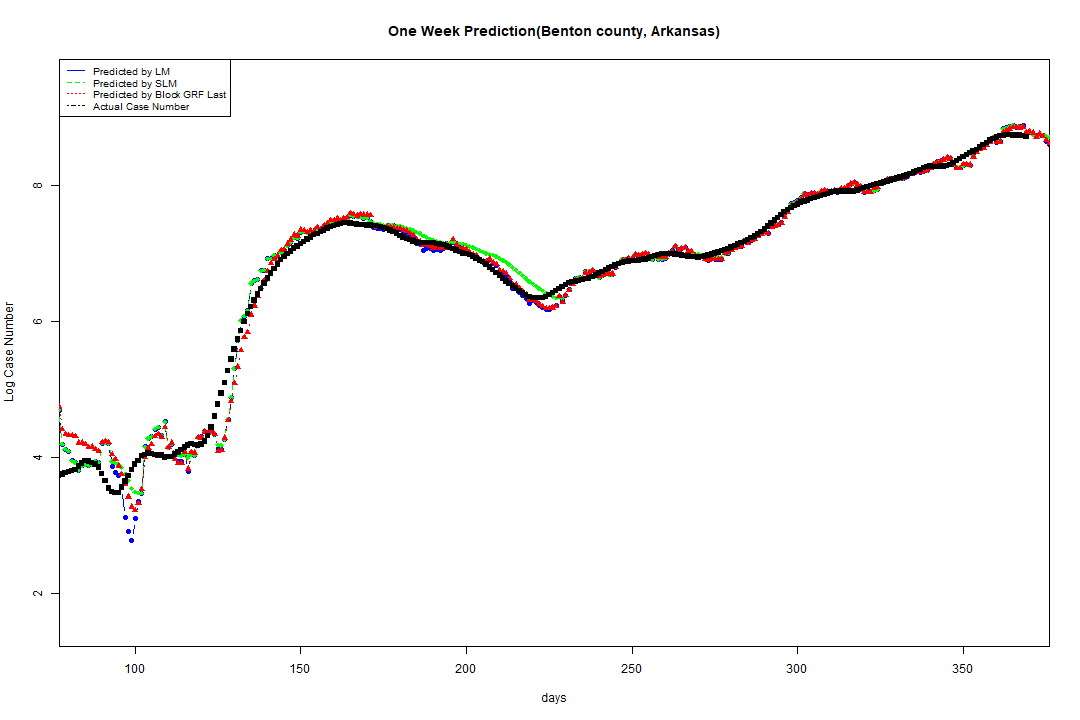 One Week Prediction(Benton county, Arkansas)
Predicted by LM
Predicted by SLM
Predicted by Block GRF Last
Actual Case Number
8
6
4
2
Log Case Number
100 150 200 250 300 350
days